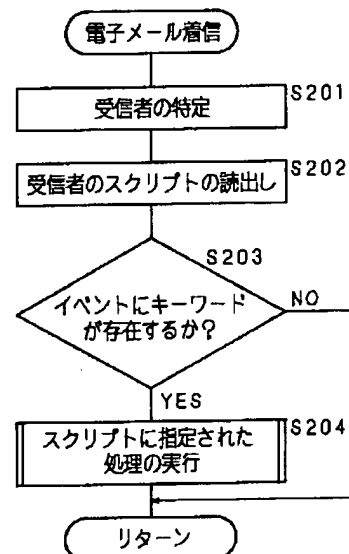 電子メール着信
受信者の特定
S201
受信者のスクリプトの読出し
S202
S203
イベントにキーワード
が存在するか?
NO
YES
スクリプトに指定された
処理の実行
S204
リターン